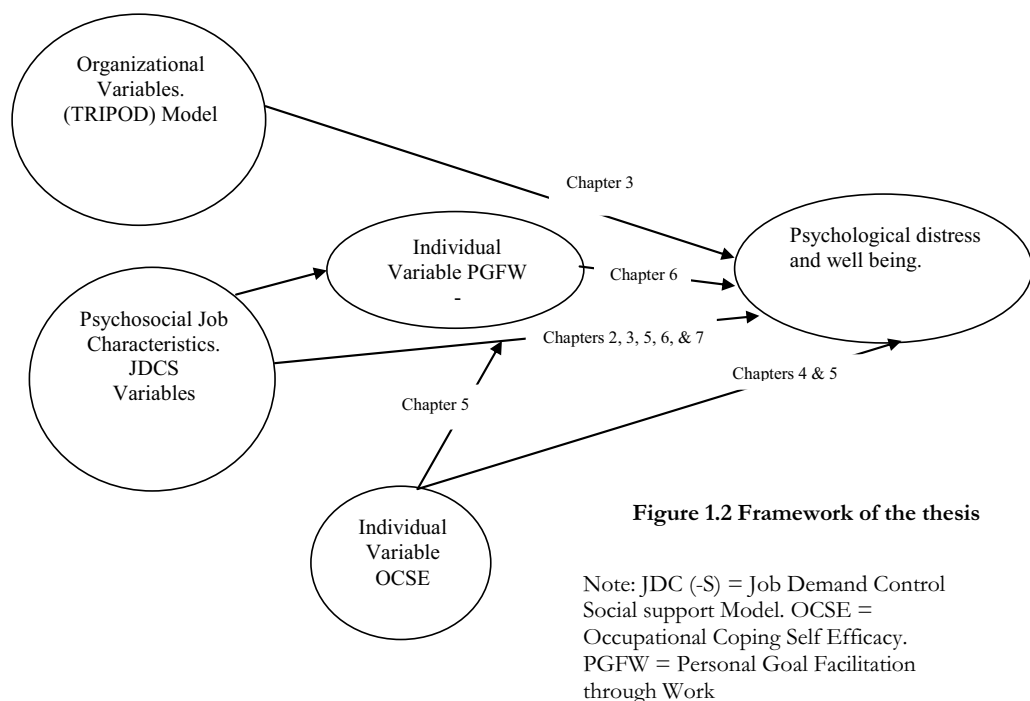 Organizational
Variables.
(TRIPOD) Model
Chapter 3
Psychological distress
and well being.
Individual
Variable PGFW
-
Chapter 6
Psychosocial Job
Characteristics.
JDCS
Variables
Chapters 2, 3, 5, 6, & 7
Chapters 4 & 5
Chapter 5
Individual
Variable
OCSE
Figure 1.2 Framework of the thesis
Note: JDC (-S) = Job Demand Control
Social support Model. OCSE =
Occupational Coping Self Efficacy.
PGFW = Personal Goal Facilitation
through Work